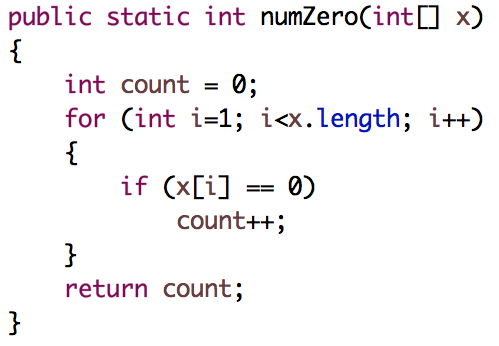 public static int numZero(int[] x)
{
    int count = 0;
    for (int i=1; i<x.length; i++)
    {
        if (x[i] == 0)
            count++;
    }
    return count;
}